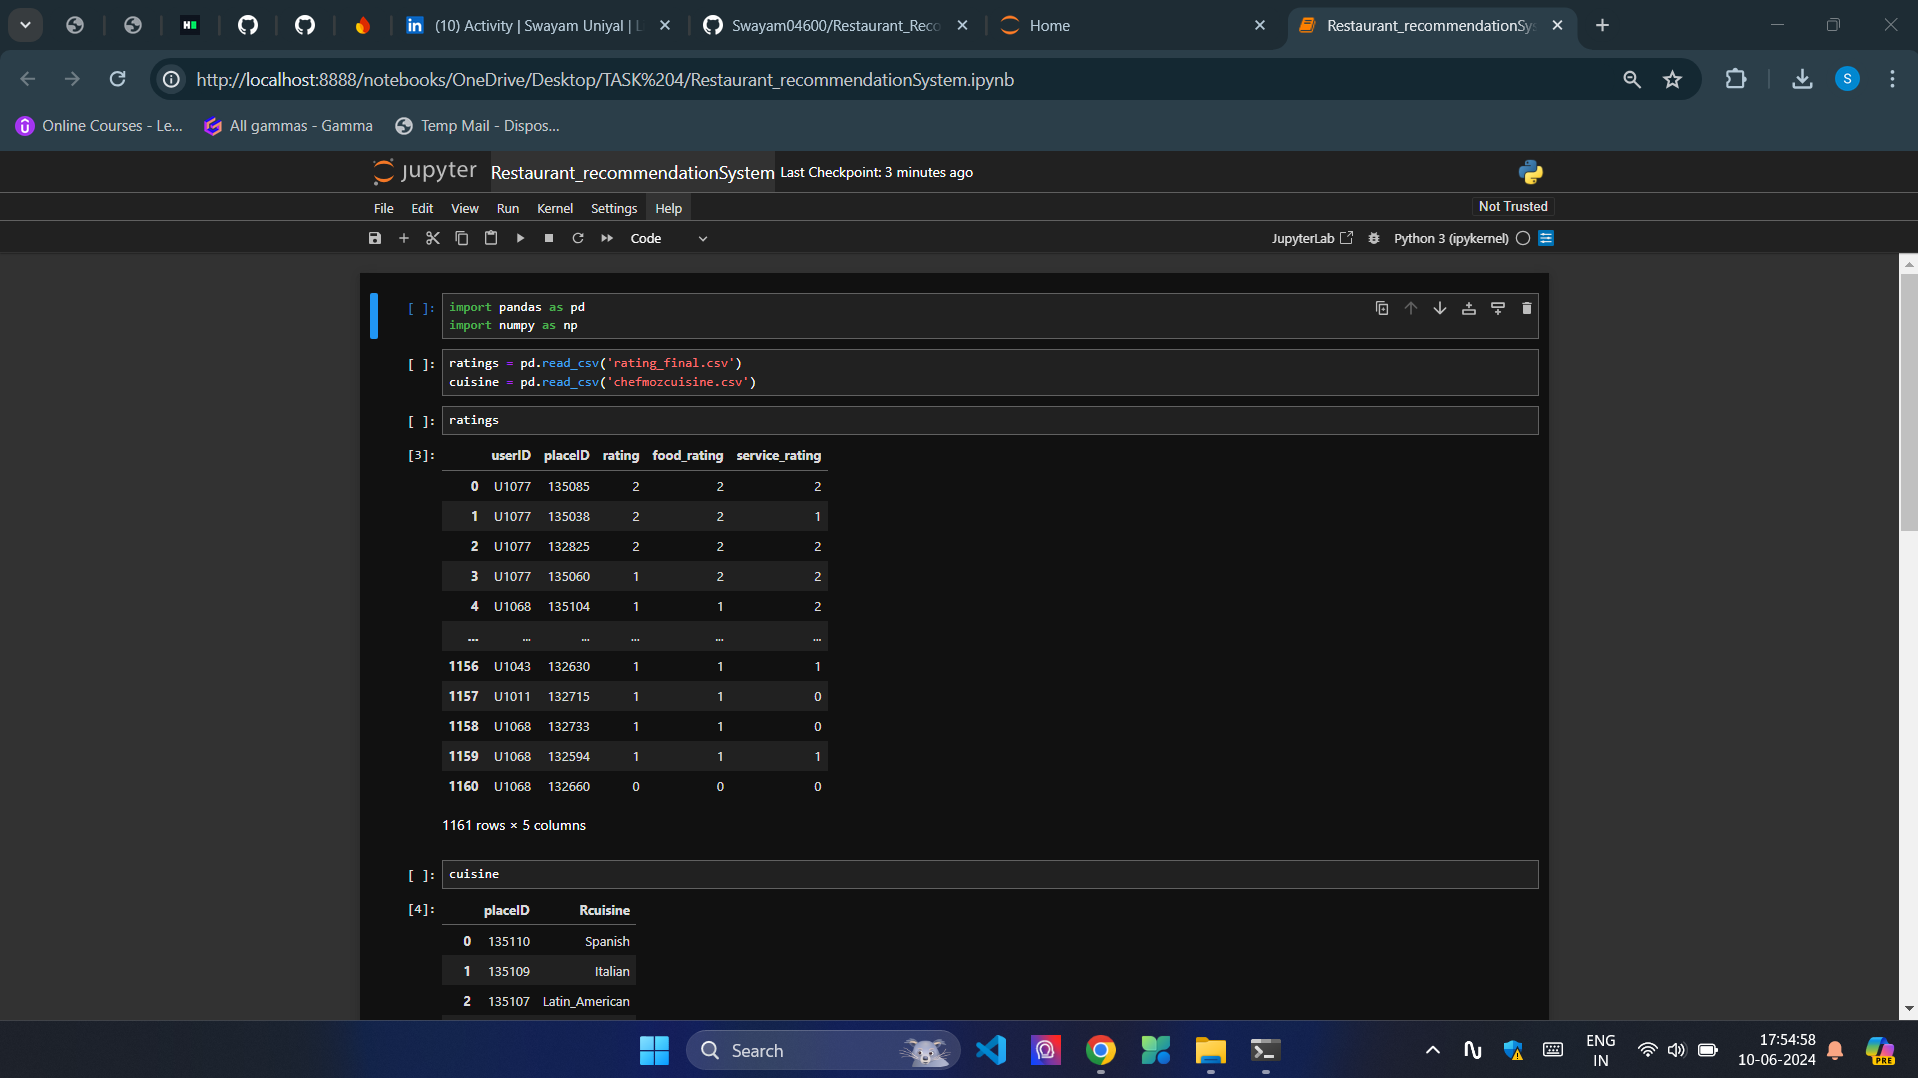 (10) Activity | Swayam Uniyal | L
Swayam04600/Restaurant_Reco
Home
Restaurant_recommendationSys
http://localhost:8888/notebooks/OneDrive/Desktop/TASK%204/Restaurant_recommendationSystem.ipynb
S
Online Courses - Le...
All gammas - Gamma
Temp Mail - Dispos...
jupyter Restaurant_recommendationSystem Last Checkpoint: 3 minutes ago
File Edit View Run Kernel Settings Help
Not Trusted
Code
JupyterLab
Python 3 (ipykernel)
[ ]: import pandas as pd
import numpy as np
[ ]: ratings = pd.read_csv('rating_final.csv')
cuisine = pd.read_csv('chefmozcuisine.csv')
[ ]: ratings
[3]: userID placeID rating food_rating service_rating
0 U1077 135085 2 2 2
1 U1077 135038 2 2 1
2 U1077 132825 2 2 2
3 U1077 135060 1 2 2
4 U1068 135104 1 1 2
... ... ... ... ... ...
1156 U1043 132630 1 1 1
1157 U1011 132715 1 1 0
1158 U1068 132733 1 1 0
1159 U1068 132594 1 1 1
1160 U1068 132660 0 0 0
1161 rows × 5 columns
[ ]: cuisine
[4]: placeID Rcuisine
0 135110 Spanish
1 135109 Italian
2 135107 Latin_American
Search
ENG
IN
17:54:58
10-06-2024
PRE